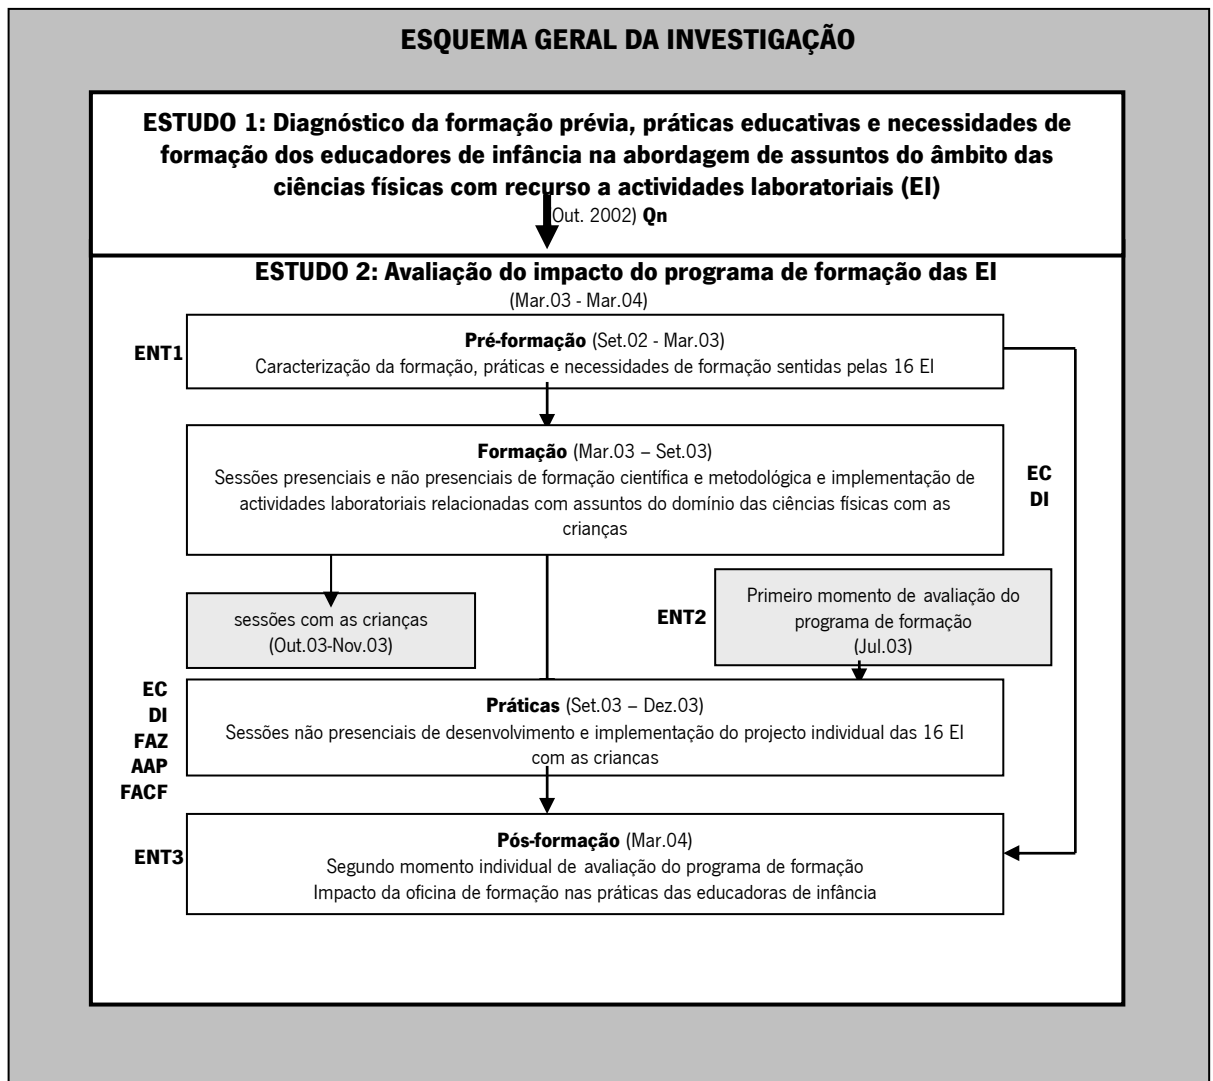 ESQUEMA GERAL DA INVESTIGAÇÃO
ESTUDO 1: Diagnóstico da formação prévia, práticas educativas e necessidades de
formação dos educadores de infância na abordagem de assuntos do âmbito das
ciências físicas com recurso a actividades laboratoriais (EI)
Out. 2002) Qn
ESTUDO 2: Avaliação do impacto do programa de formação das EI
(Mar.03 - Mar.04)
ENT1
Pré-formação (Set.02 - Mar.03)
Caracterização da formação, práticas e necessidades de formação sentidas pelas 16 EI
Formação (Mar.03 – Set.03)
Sessões presenciais e não presenciais de formação científica e metodológica e implementação de
actividades laboratoriais relacionadas com assuntos do domínio das ciências físicas com as
crianças
EC
DI
sessões com as crianças
(Out.03-Nov.03)
ENT2
Primeiro momento de avaliação do
programa de formação
(Jul.03)
EC
DI
FAZ
AAP
FACF
Práticas (Set.03 – Dez.03)
Sessões não presenciais de desenvolvimento e implementação do projecto individual das 16 EI
com as criancas
ENT3
Pós-formação (Mar.04)
Segundo momento individual de avaliação do programa de formação
Impacto da oficina de formação nas práticas das educadoras de infância